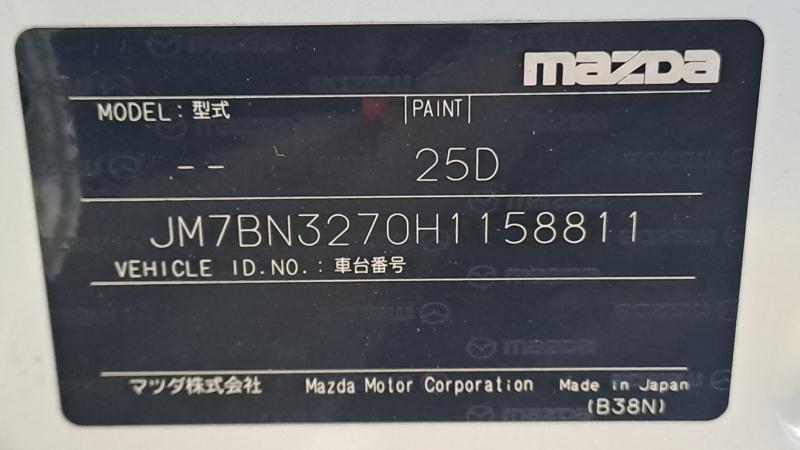 mazda
MODEL: 型式 PAINT
-- 25D
JM7BN3270H1158811
VEHICLE ID.NO.: 車台番号
マツダ株式会社 Mazda Motor Corporation Made in Japan
(B38N)